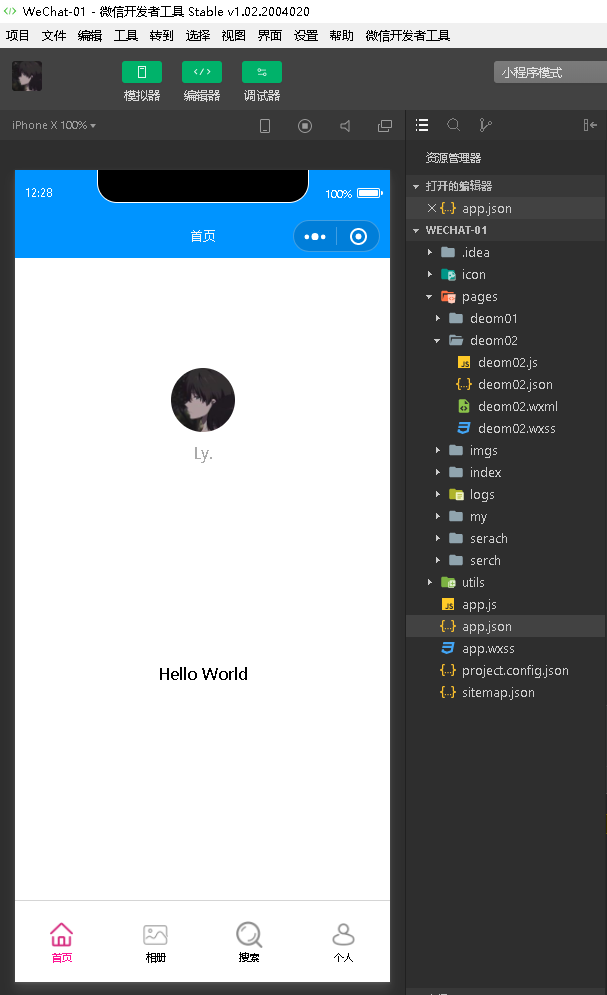 WeChat-01 - 微信开发者工具 Stable v1.02.2004020
项目 文件 编辑 工具 转到 选择 视图 界面 设置 帮助 微信开发者工具
模拟器 编辑器 调试器
小程序模式
iPhone X 100%
12:28
100%
首页
Ly.
Hello World
首页 相册 搜索 个人
资源管理器
打开的编辑器
app.json
WECHAT-01
.idea
icon
pages
deom01
deom02
deom02.js
deom02.json
deom02.wxml
deom02.wxss
imgs
index
logs
my
serach
serch
utils
app.js
app.json
app.wxss
project.config.json
sitemap.json